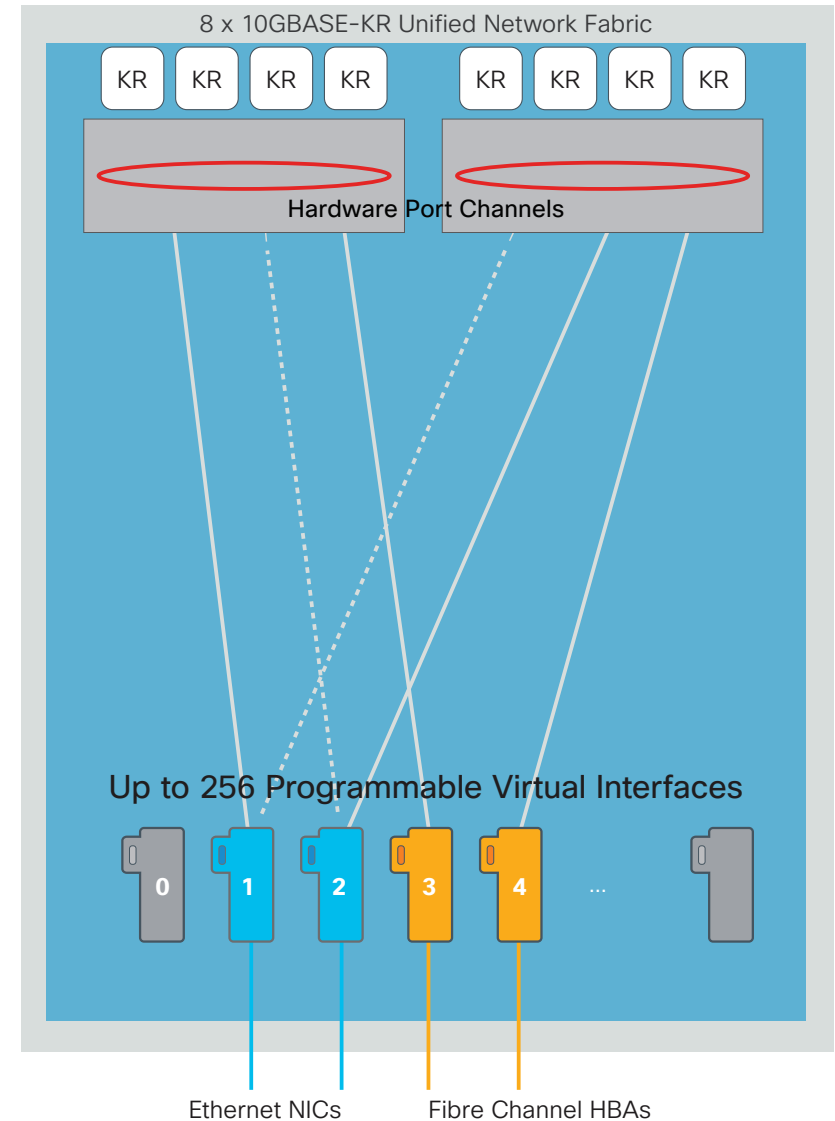 8 x 10GBASE-KR Unified Network Fabric
KR KR KR KR KR KR KR KR
Hardware Port Channels
Up to 256 Programmable Virtual Interfaces
0 1 2 3 4 ...
Ethernet NICs Fibre Channel HBAs